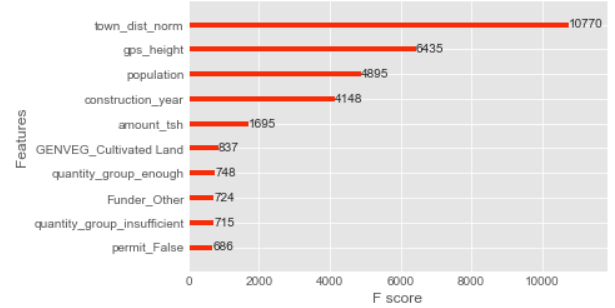 town_dist_norm 10770
gps_height 6435
population 4895
construction_year 4148
amount_tsh 1695
GENVEG_Cultivated Land 837
quantity_group_enough 748
Funder_Other 724
quantity_group_insufficient 715
permit_False 686
Features
0 2000 4000 6000 8000 10000
F score